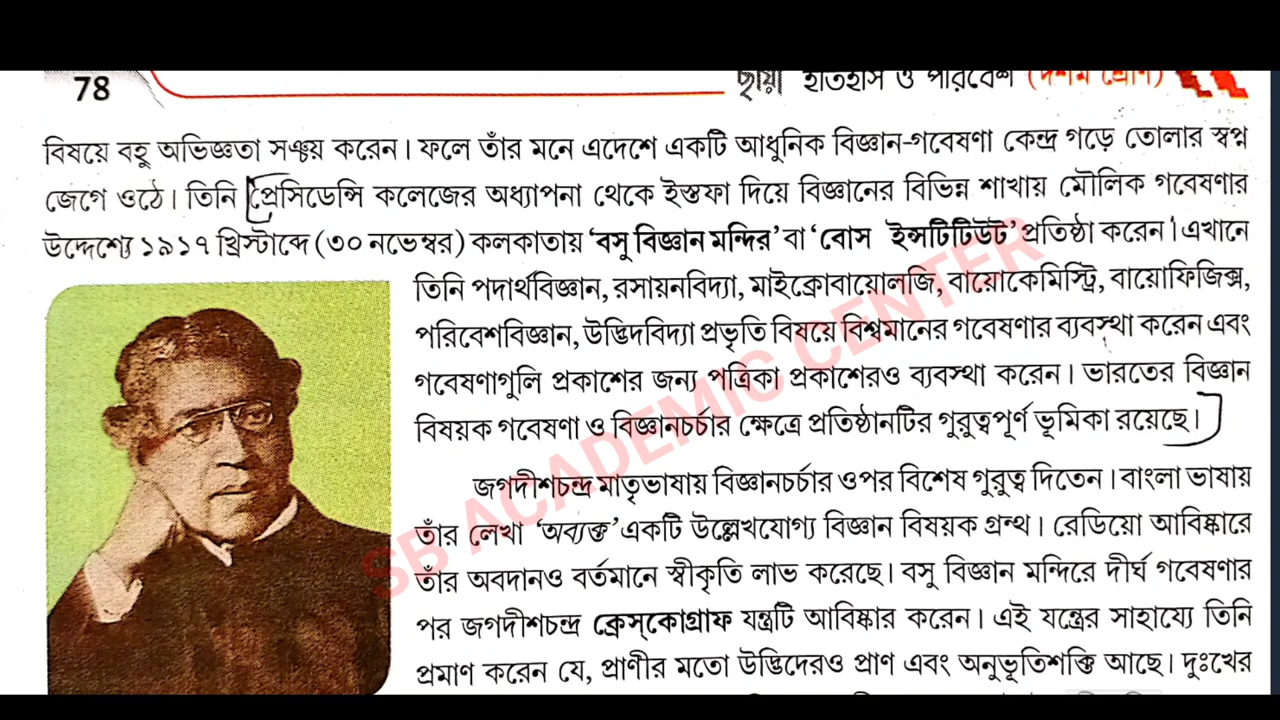 78
ছায়া ইতিহাস ও পরিবেশ (দশম শ্রেণি)
বিষয়ে বহু অভিজ্ঞতা সঞ্চয় করেন। ফলে তাঁর মনে এদেশে একটি আধুনিক বিজ্ঞান-গবেষণা কেন্দ্র গড়ে তোলার স্বপ্ন
জেগে ওঠে। তিনি প্রেসিডেন্সি কলেজের অধ্যাপনা থেকে ইস্তফা দিয়ে বিজ্ঞানের বিভিন্ন শাখায় মৌলিক গবেষণার
উদ্দেশ্যে ১৯১৭ খ্রিস্টাব্দে (৩০ নভেম্বর) কলকাতায় ‘বসু বিজ্ঞান মন্দির’ বা ‘বোস ইন্সটিটিউট’ প্রতিষ্ঠা করেন। এখানে
তিনি পদার্থবিজ্ঞান, রসায়নবিদ্যা, মাইক্রোবায়োলজি, বায়োকেমিস্ট্রি, বায়োফিজিক্স,
পরিবেশবিজ্ঞান, উদ্ভিদবিদ্যা প্রভৃতি বিষয়ে বিশ্বমানের গবেষণার ব্যবস্থা করেন এবং
গবেষণাগুলি প্রকাশের জন্য পত্রিকা প্রকাশেরও ব্যবস্থা করেন। ভারতের বিজ্ঞান
বিষয়ক গবেষণা ও বিজ্ঞানচর্চার ক্ষেত্রে প্রতিষ্ঠানটির গুরুত্বপূর্ণ ভূমিকা রয়েছে।
জগদীশচন্দ্র মাতৃভাষায় বিজ্ঞানচর্চার ওপর বিশেষ গুরুত্ব দিতেন। বাংলা ভাষায়
তাঁর লেখা ‘অব্যক্ত’ একটি উল্লেখযোগ্য বিজ্ঞান বিষয়ক গ্রন্থ। রেডিয়ো আবিষ্কারে
তাঁর অবদানও বর্তমানে স্বীকৃতি লাভ করেছে। বসু বিজ্ঞান মন্দিরে দীর্ঘ গবেষণার
পর জগদীশচন্দ্র ক্রেস্কোগ্রাফ যন্ত্রটি আবিষ্কার করেন। এই যন্ত্রের সাহায্যে তিনি
প্রমাণ করেন যে, প্রাণীর মতো উদ্ভিদেরও প্রাণ এবং অনুভূতিশক্তি আছে। দুঃখের
SB ACADEMIC CENTER